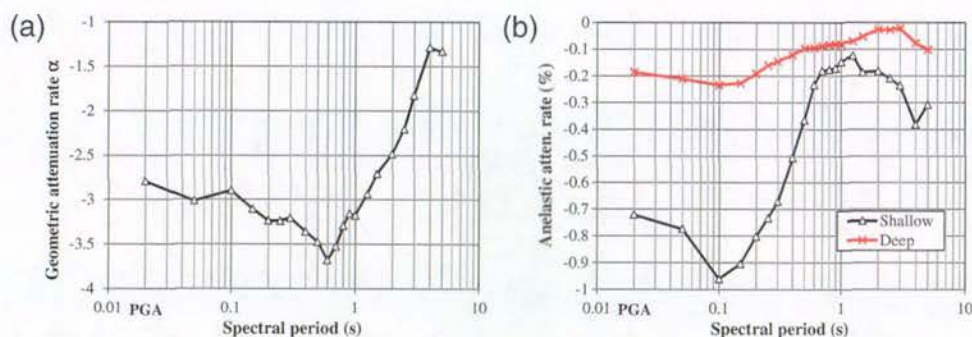 (a)
Geometric attenuation rate α
-1
-1.5
-2
-2.5
-3
-3.5
-4
0.01 PGA 0.1 1 10
Spectral period (s)
(b)
Anelastic atten. rate (%)
0
-0.1
-0.2
-0.3
-0.4
-0.5
-0.6
-0.7
-0.8
-0.9
-1
Shallow
Deep
0.01 PGA 0.1 1 10
Spectral period (s)